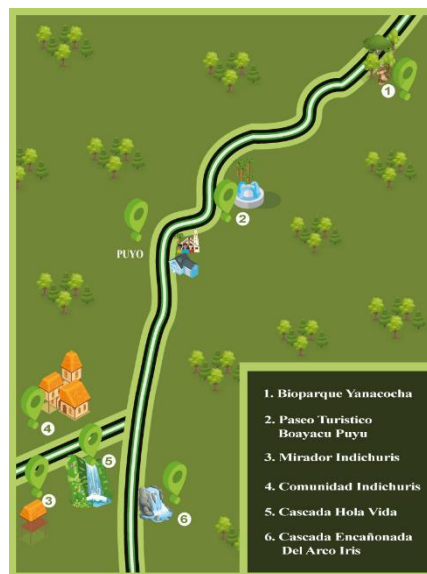 1
2
PUYO
4
5
3
6
1. Bioparque Yanacocha
2. Paseo Turistico
Boayacu Puyu
3. Mirador Indichuris
4. Comunidad Indichuris
5. Cascada Hola Vida
6. Cascada Encañonada
Del Arco Iris